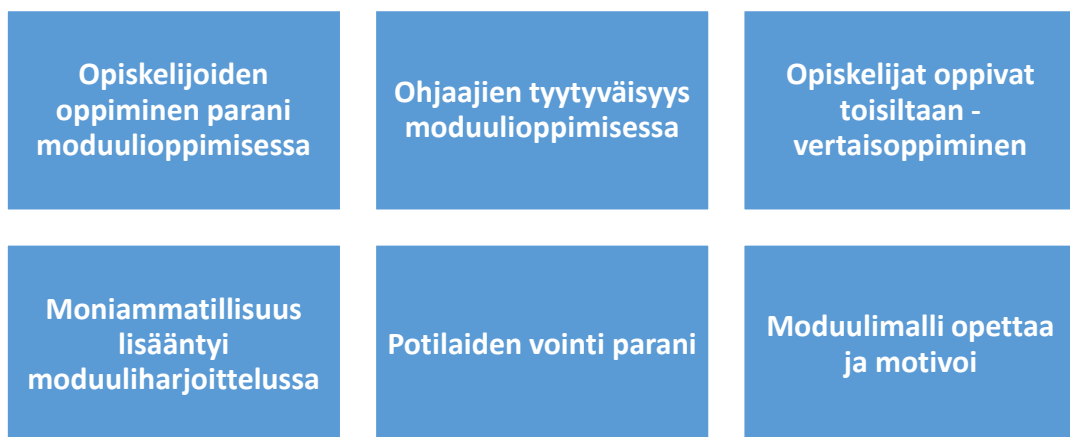 Opiskelijoiden
oppiminen parani
moduulioppimisessa
Ohjaajien tyytyväisyys
moduulioppimisessa
Opiskelijat oppivat
toisiltaan -
vertaisoppiminen
Moniammatillisuus
lisääntyi
moduuliharjoittelussa
Potilaiden vointi parani
Moduulimalli opettaa
ja motivoi